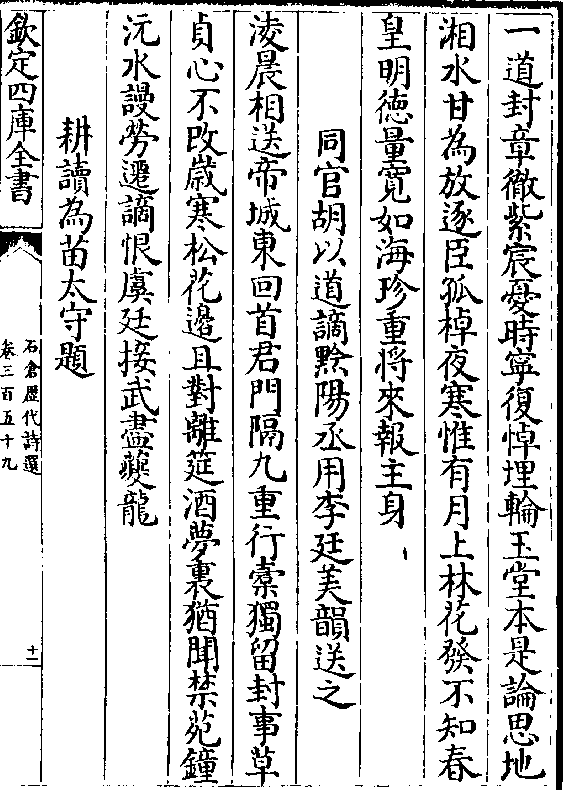 一道封章徹紫宸憂時寧復悼埋輪玉堂本是論思地
湘水甘為放逐臣孤棹夜寒惟有月上林花發不知春
皇明德量寛如海珍重將來報主身
同官胡以道謫黔陽丞用李廷美韻送之
淩晨相送帝城東回首君門隔九重行槖獨留封事草
貞心不改歳寒松花邊且對離筵酒夢裏猶聞禁苑鐘
沅水謾勞遷謫恨虞廷接武盡夔龍
耕讀為苗太守題
欽定四庫全書
石倉歷代詩選
卷三百五十九
十二